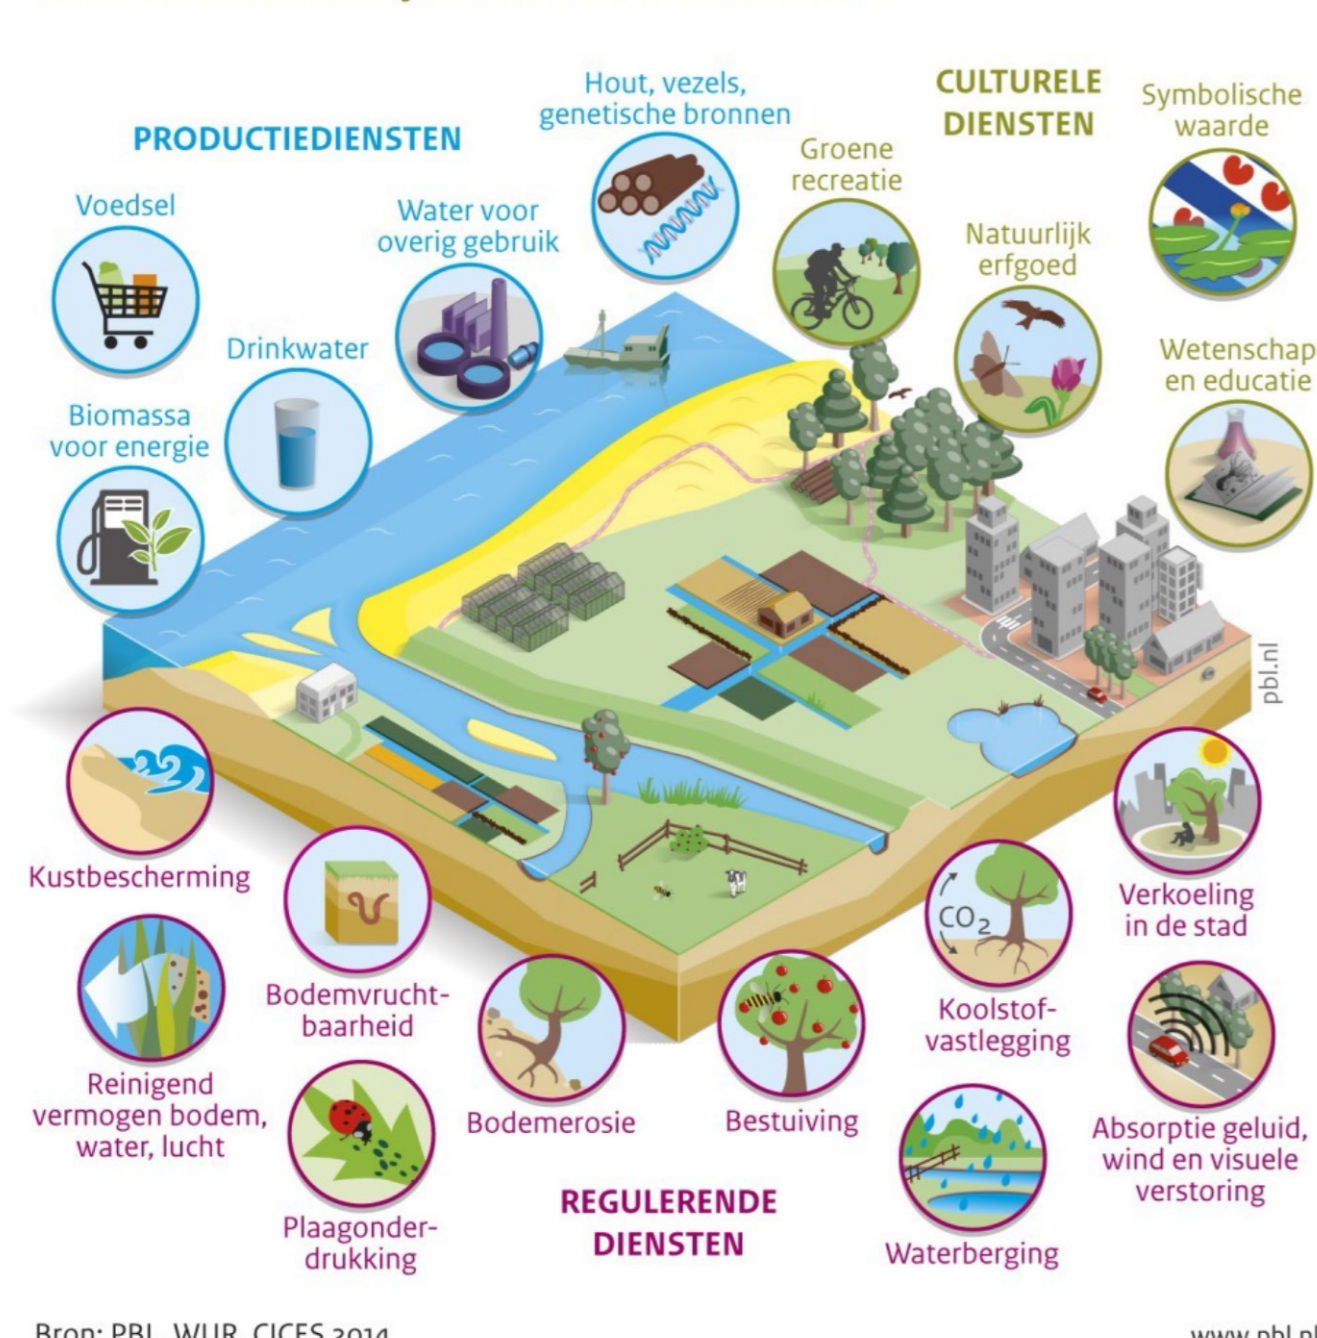 PRODUCTIEDIENSTEN
Voedsel
Biomassa
voor energie
Drinkwater
Water voor
overig gebruik
Hout, vezels,
genetische bronnen
CULTURELE
DIENSTEN
Groene
recreatie
Natuurlijk
erfgoed
Symbolische
waarde
Wetenschap
en educatie
pbl.nl
Kustbescherming
Reinigend
vermogen bodem,
water, lucht
Bodemvrucht-
baarheid
Plaagonder-
drukking
Bodemerosie
Bestuiving
REGULERENDE
DIENSTEN
CO₂
Koolstof-
vastlegging
Waterberging
Verkoeling
in de stad
Absorptie geluid,
wind en visuele
verstoring
Bron: PBL, WUR, CICES 2014
www.pbl.nl